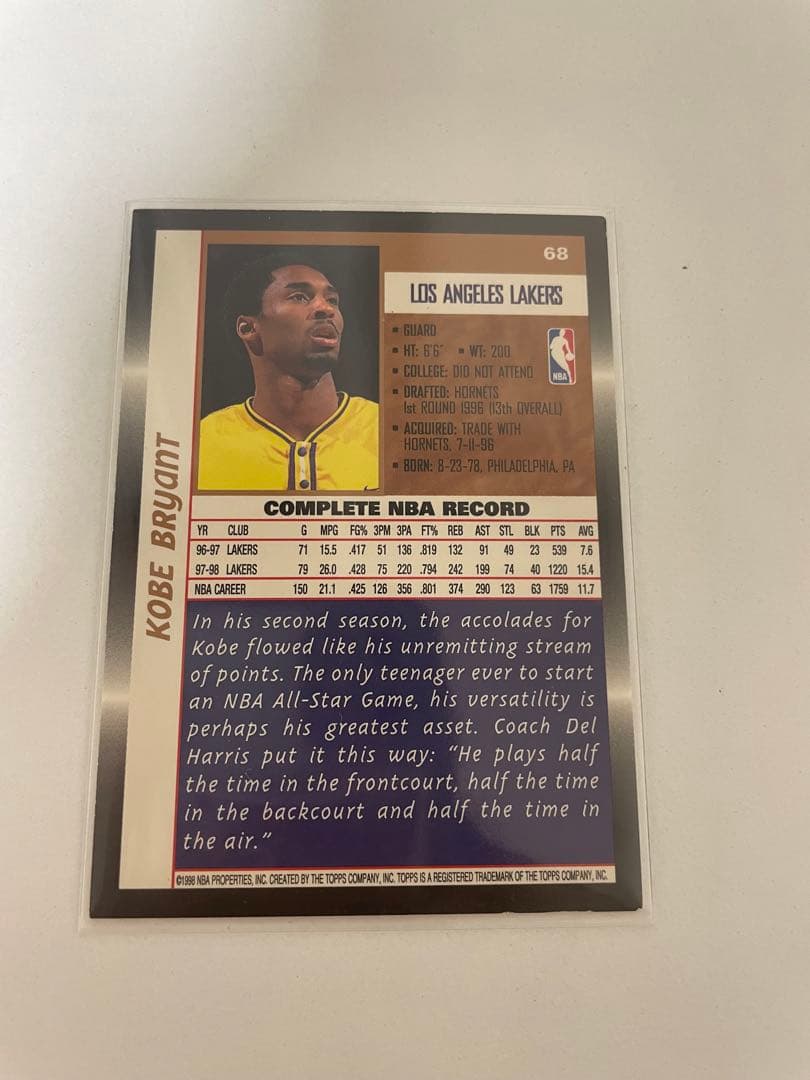 68
LOS ANGELES LAKERS
▪ GUARD
▪ HT: 6'6" ▪ WT: 200
▪ COLLEGE: DID NOT ATTEND
▪ DRAFTED: HORNETS
1st ROUND 1996 (13th OVERALL)
▪ ACQUIRED: TRADE WITH
HORNETS, 7-11-96
▪ BORN: 8-23-78, PHILADELPHIA, PA
NBA
KOBE BRyanT
COMPLETE NBA RECORD
YR CLUB G MPG FG% 3PM 3PA FT% REB AST STL BLK PTS AVG
96-97 LAKERS 71 15.5 .417 51 136 .819 132 91 49 23 539 7.6
97-98 LAKERS 79 26.0 .428 75 220 .794 242 199 74 40 1220 15.4
NBA CAREER 150 21.1 .425 126 356 .801 374 290 123 63 1759 11.7
In his second season, the accolades for
Kobe flowed like his unremitting stream
of points. The only teenager ever to start
an NBA All-Star Game, his versatility is
perhaps his greatest asset. Coach Del
Harris put it this way: “He plays half
the time in the frontcourt, half the time
in the backcourt and half the time in
the air.”
©1998 NBA PROPERTIES, INC. CREATED BY THE TOPPS COMPANY, INC. TOPPS IS A REGISTERED TRADEMARK OF THE TOPPS COMPANY, INC.